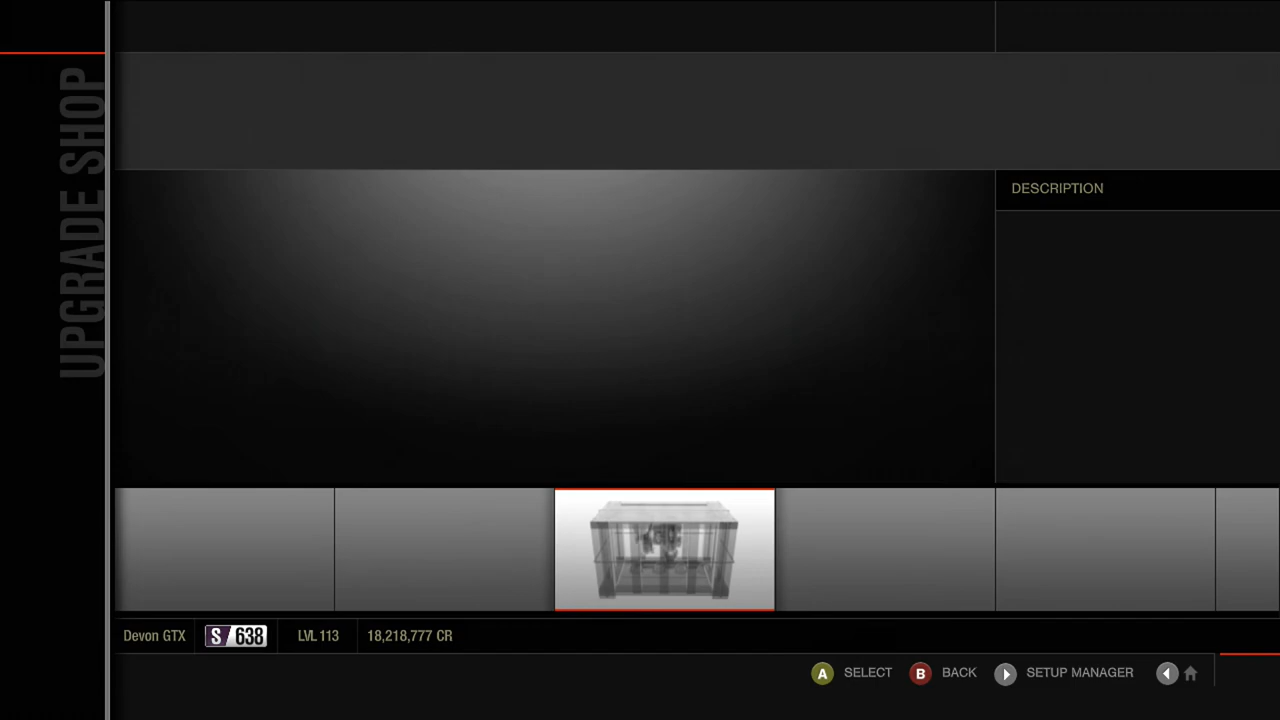 UPGRADE SHOP
DESCRIPTION
Devon GTX S 638 LVL 113 18,218,777 CR
A SELECT B BACK SETUP MANAGER